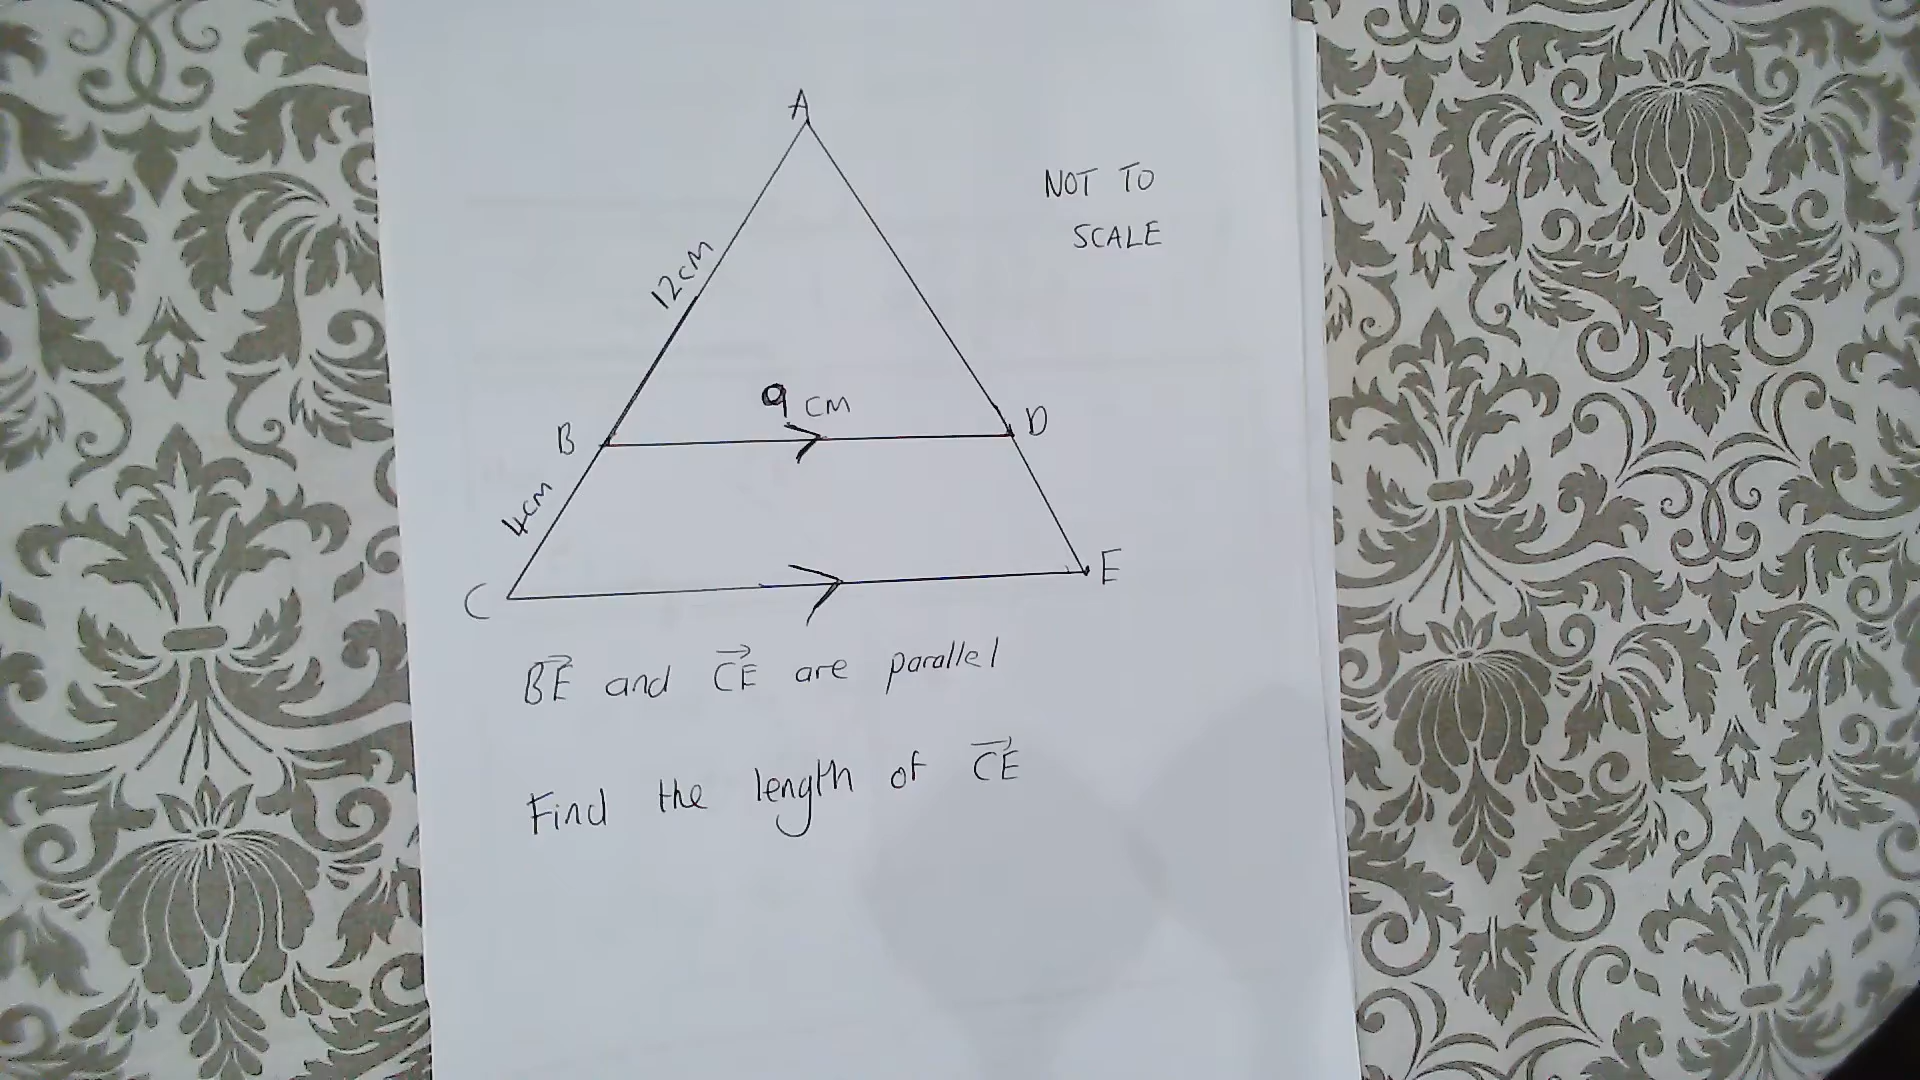 A
NOT TO
SCALE
12cm
9 cm
B
D
4cm
C
E
BE and CE are parallel
Find the length of CE